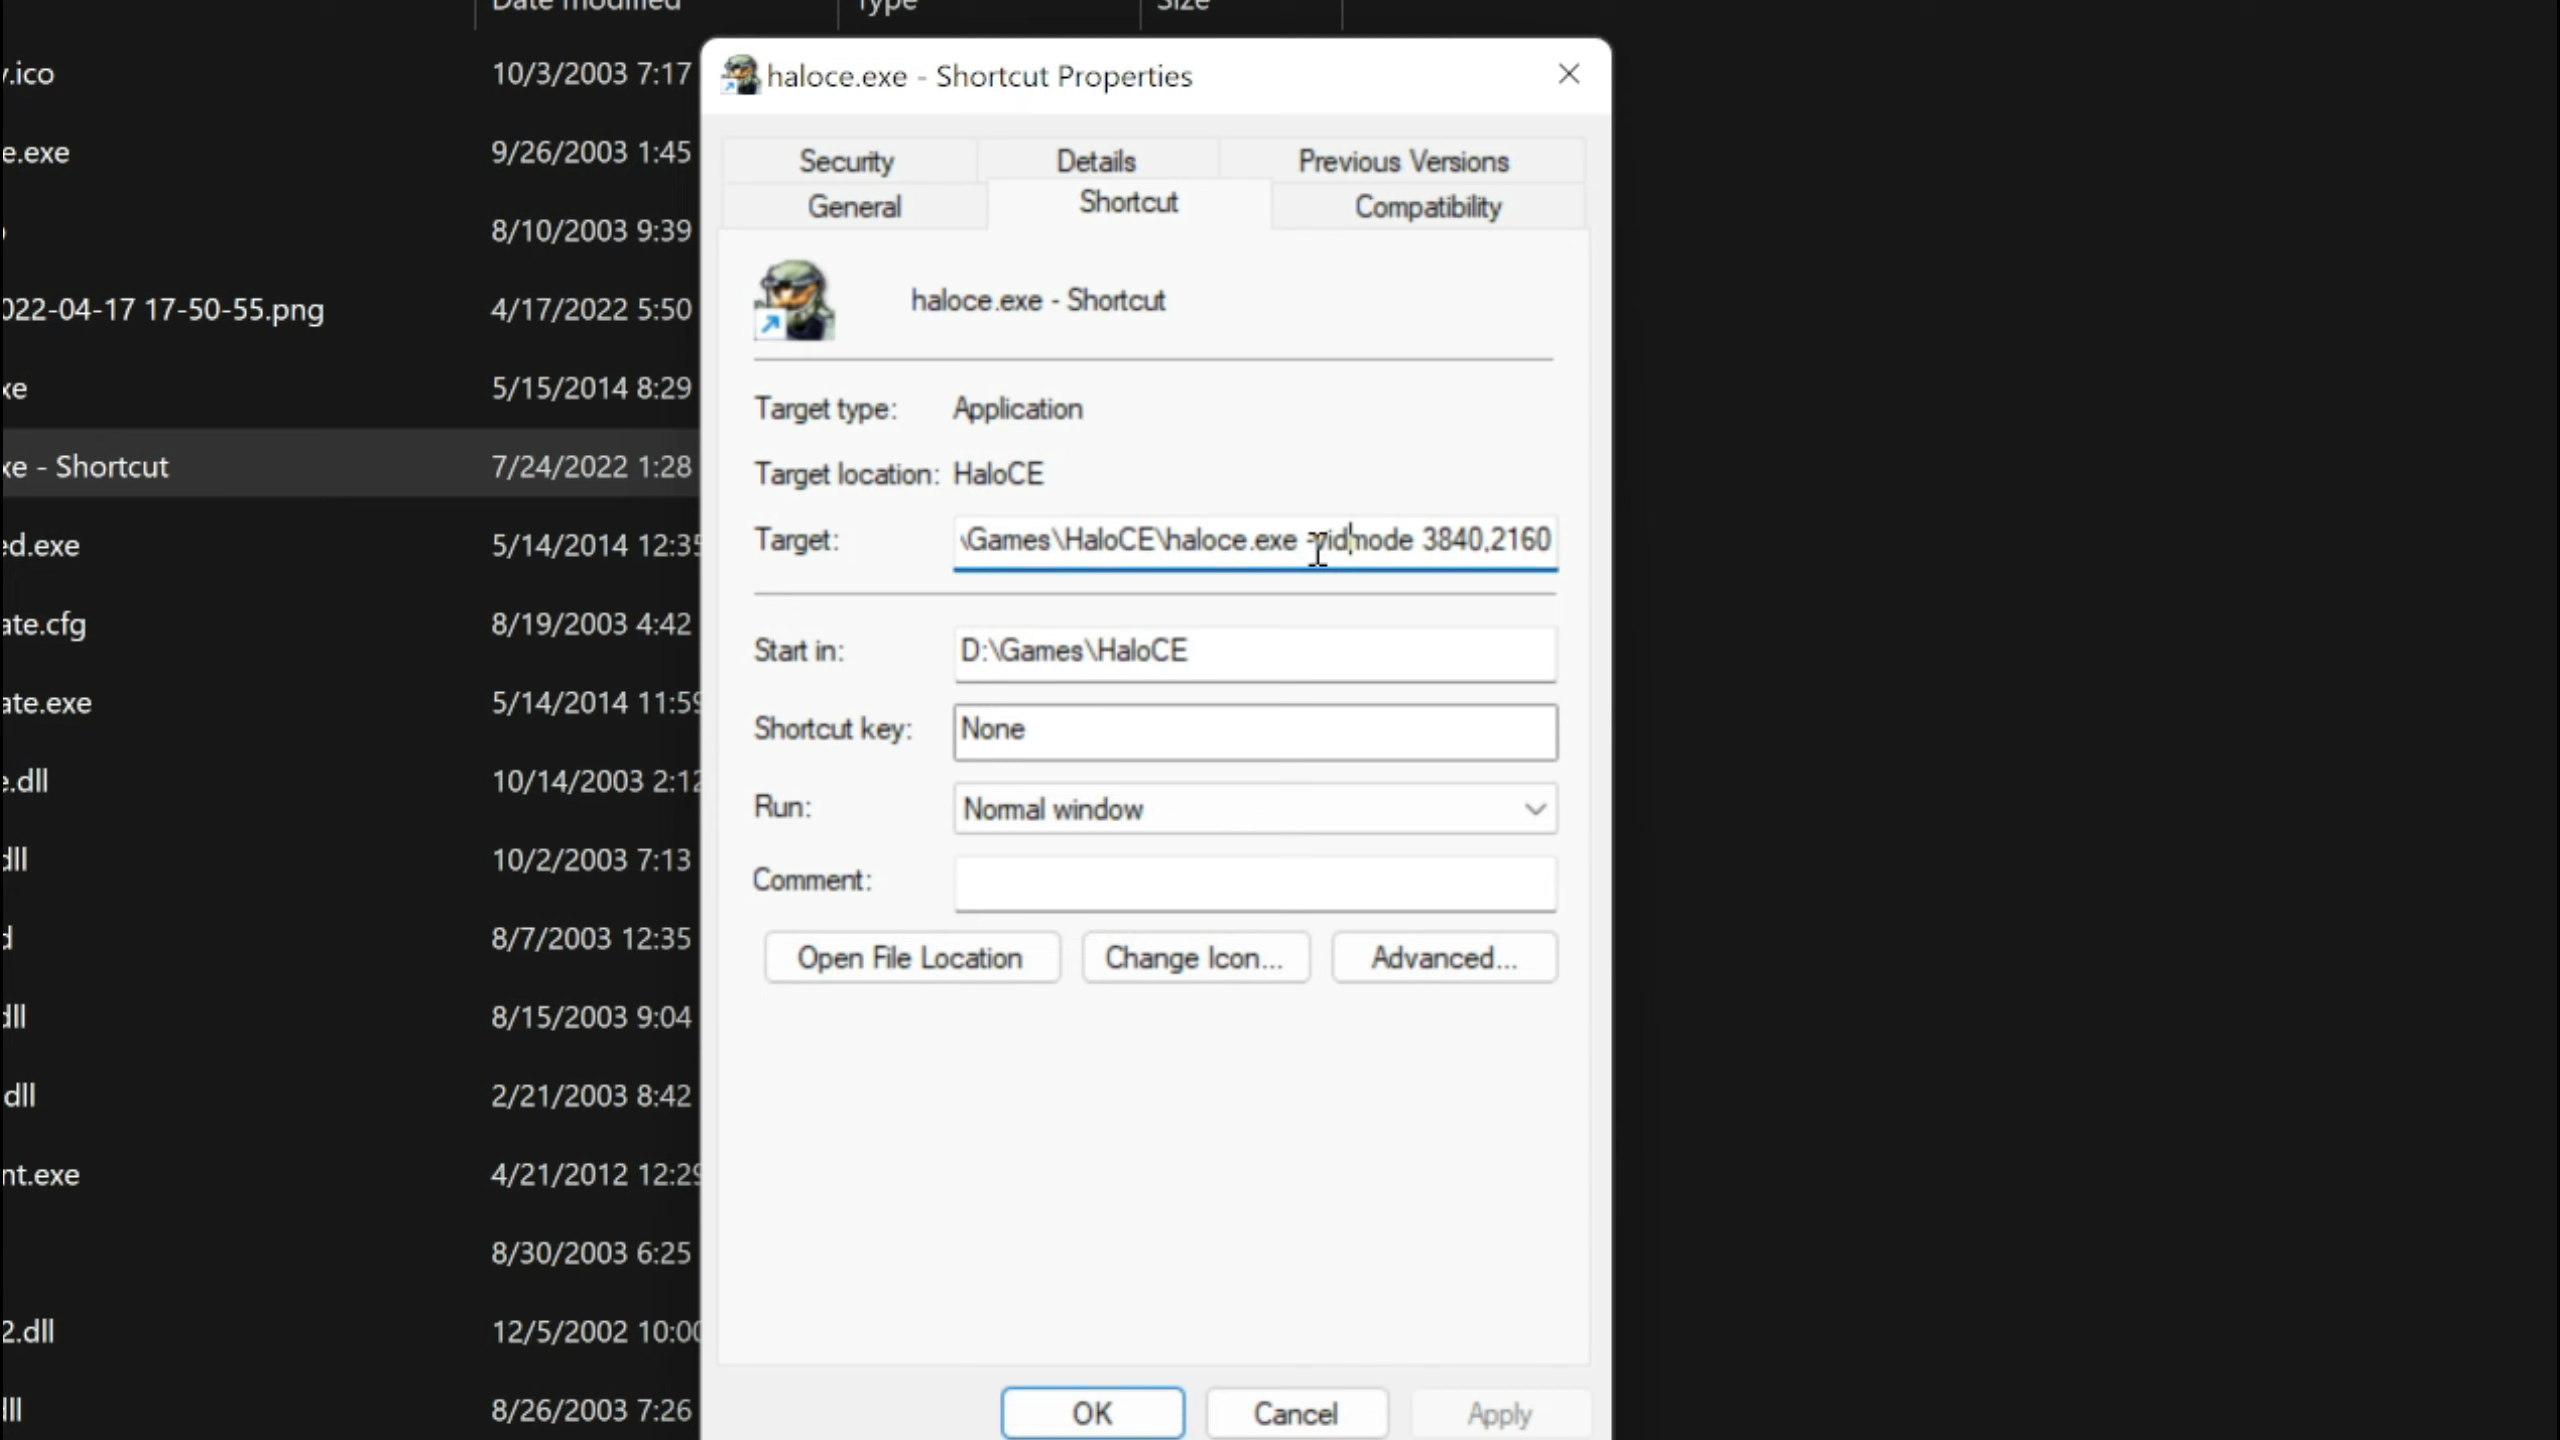 Date modified Type Size
.ico 10/3/2003 7:17
e.exe 9/26/2003 1:45
8/10/2003 9:39
022-04-17 17-50-55.png 4/17/2022 5:50
xe 5/15/2014 8:29
xe - Shortcut 7/24/2022 1:28
ed.exe 5/14/2014 12:35
ate.cfg 8/19/2003 4:42
ate.exe 5/14/2014 11:59
e.dll 10/14/2003 2:12
dll 10/2/2003 7:13
d 8/7/2003 12:35
dll 8/15/2003 9:04
dll 2/21/2003 8:42
nt.exe 4/21/2012 12:29
8/30/2003 6:25
2.dll 12/5/2002 10:00
ll 8/26/2003 7:26
haloce.exe - Shortcut Properties
Security Details Previous Versions
General Shortcut Compatibility
haloce.exe - Shortcut
Target type: Application
Target location: HaloCE
Target: \Games\HaloCE\haloce.exe -vidmode 3840,2160
Start in: D:\Games\HaloCE
Shortcut key: None
Run: Normal window
Comment:
Open File Location Change Icon... Advanced...
OK Cancel Apply